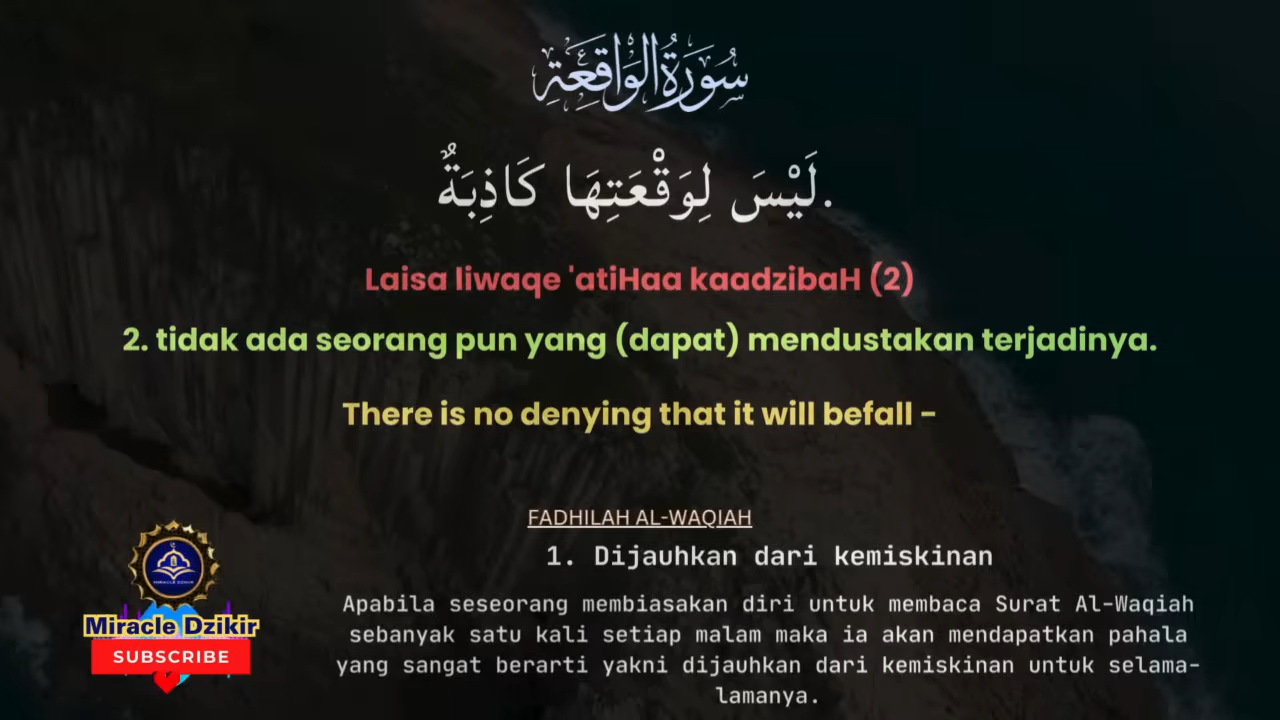 سُورَةُ الْوَاقِعَةِ
لَيْسَ لِوَقْعَتِهَا كَاذِبَةٌ.
Laisa liwaqe 'atiHaa kaadzibaH (2)
2. tidak ada seorang pun yang (dapat) mendustakan terjadinya.
There is no denying that it will befall -
FADHILAH AL-WAQIAH
1. Dijauhkan dari kemiskinan
Apabila seseorang membiasakan diri untuk membaca Surat Al-Waqiah
sebanyak satu kali setiap malam maka ia akan mendapatkan pahala
yang sangat berarti yakni dijauhkan dari kemiskinan untuk selama-
lamanya.
MIRACLE DZIKIR
Miracle Dzikir
SUBSCRIBE